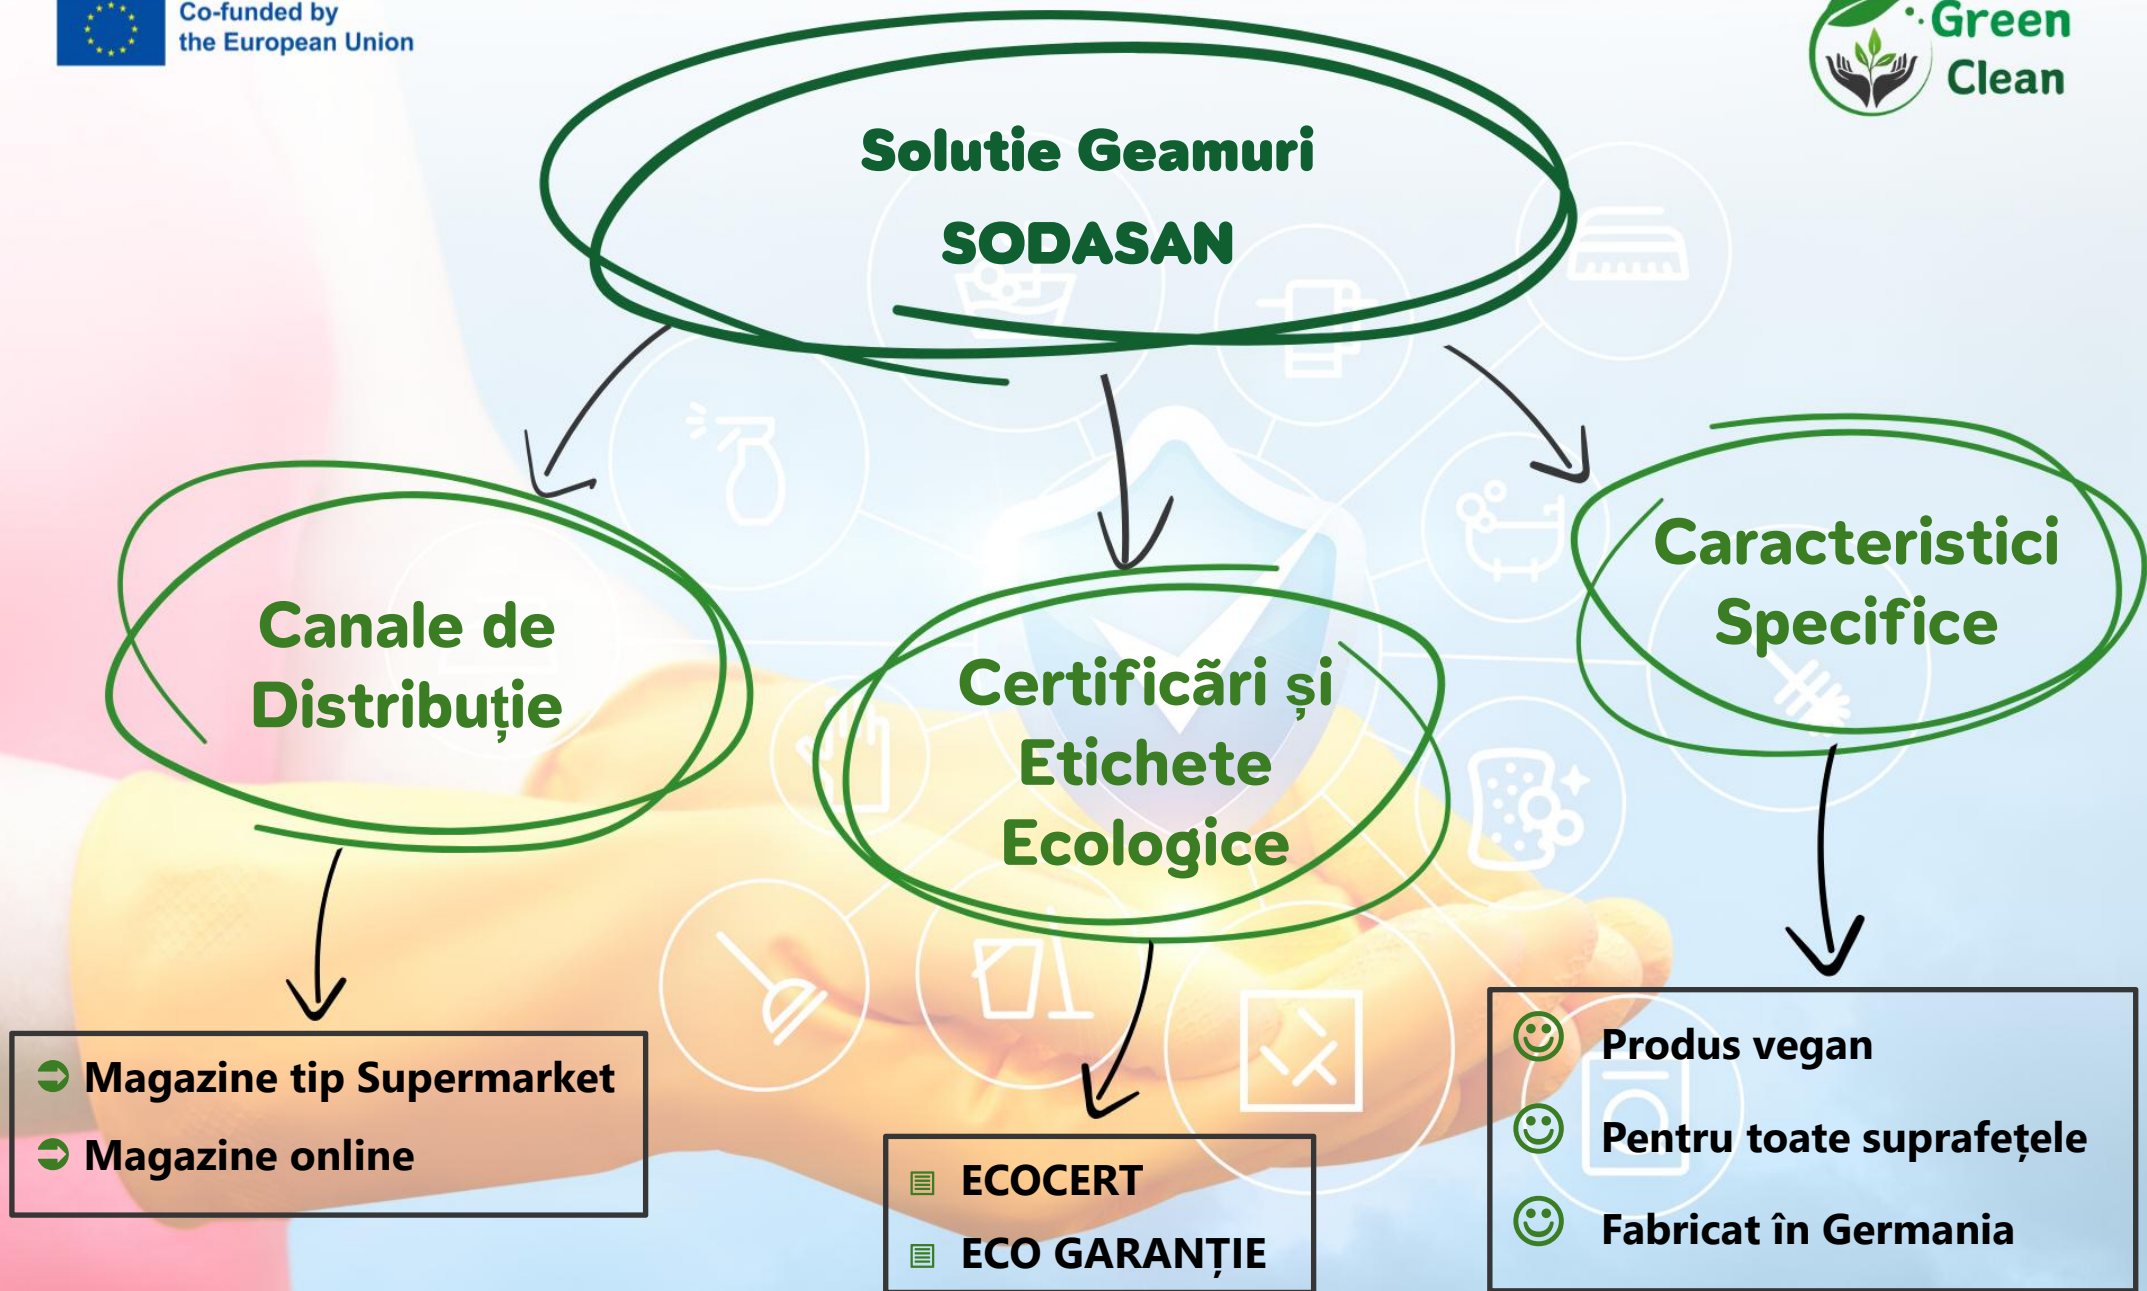 Co-funded by
the European Union
Green
Clean
Solutie Geamuri
SODASAN
Canale de
Distribuție
Certificãri și
Etichete
Ecologice
Caracteristici
Specifice
Magazine tip Supermarket
Magazine online
ECOCERT
ECO GARANȚIE
Produs vegan
Pentru toate suprafețele
Fabricat în Germania